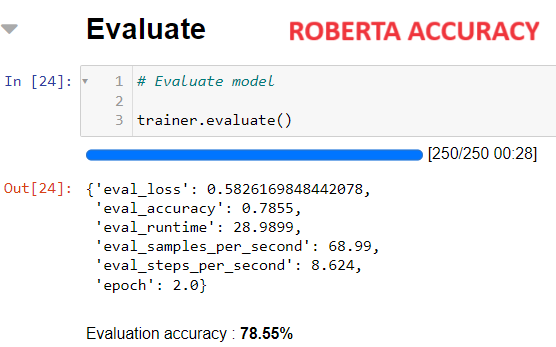 Evaluate
ROBERTA ACCURACY
In [24]:
1 # Evaluate model
2
3 trainer.evaluate()
[250/250 00:28]
Out[24]: {'eval_loss': 0.5826169848442078,
'eval_accuracy': 0.7855,
'eval_runtime': 28.9899,
'eval_samples_per_second': 68.99,
'eval_steps_per_second': 8.624,
'epoch': 2.0}
Evaluation accuracy : 78.55%